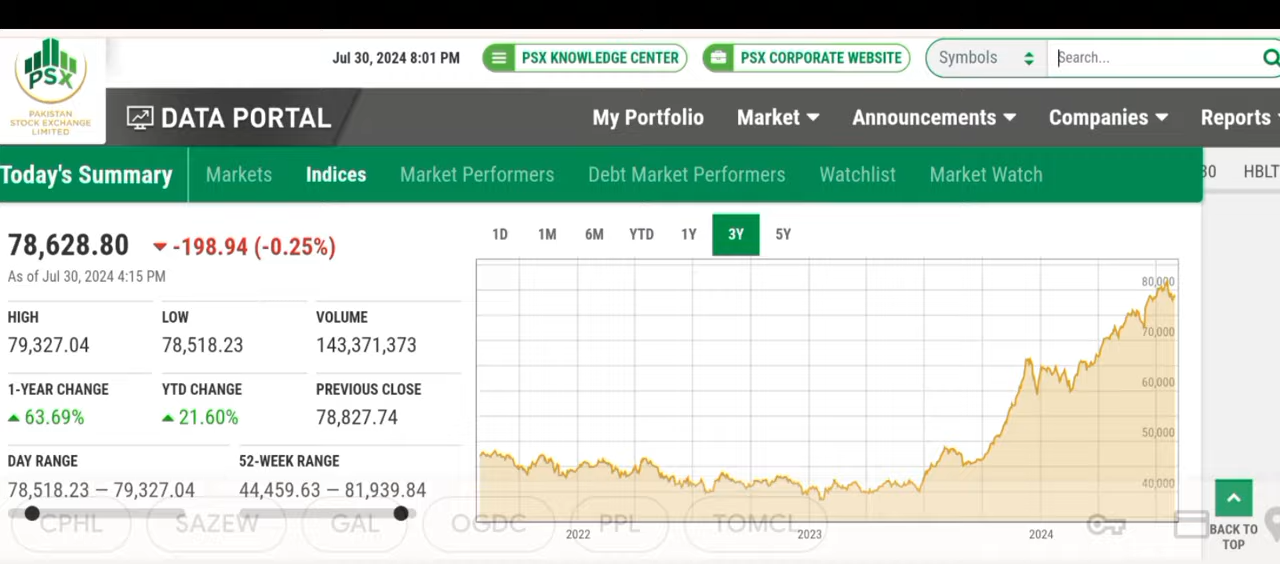 PSX
PAKISTAN
STOCK EXCHANGE
LIMITED
Jul 30, 2024 8:01 PM
PSX KNOWLEDGE CENTER
PSX CORPORATE WEBSITE
Symbols
Search...
DATA PORTAL
My Portfolio
Market
Announcements
Companies
Reports
Today's Summary
Markets
Indices
Market Performers
Debt Market Performers
Watchlist
Market Watch
30
HBLT
78,628.80
-198.94 (-0.25%)
As of Jul 30, 2024 4:15 PM
HIGH
LOW
VOLUME
79,327.04
78,518.23
143,371,373
1-YEAR CHANGE
YTD CHANGE
PREVIOUS CLOSE
63.69%
21.60%
78,827.74
DAY RANGE
52-WEEK RANGE
78,518.23 — 79,327.04
44,459.63 — 81,939.84
1D
1M
6M
YTD
1Y
3Y
5Y
80,000
70,000
60,000
50,000
40,000
2022
2023
2024
CPHL
SAZEW
GAL
OGDC
PPL
TOMCL
BACK TO
TOP